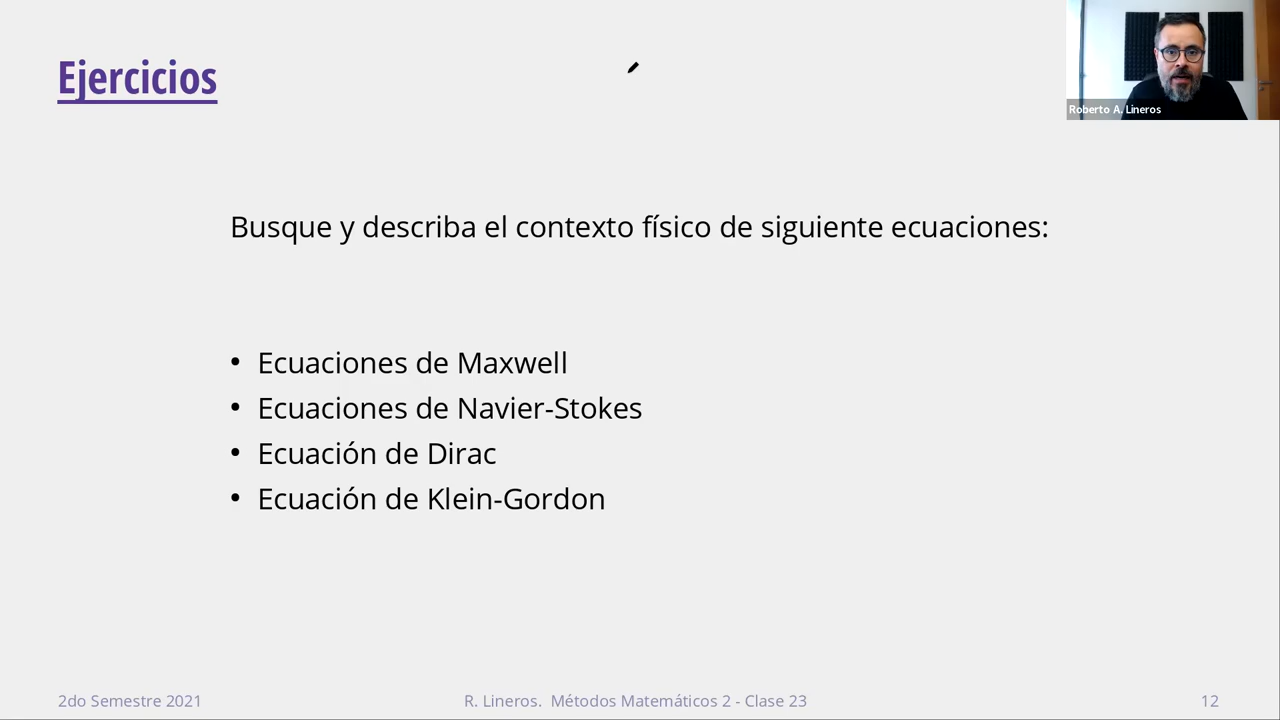 Ejercicios
Roberto A. Lineros
Busque y describa el contexto físico de siguiente ecuaciones:
• Ecuaciones de Maxwell
• Ecuaciones de Navier-Stokes
• Ecuación de Dirac
• Ecuación de Klein-Gordon
2do Semestre 2021
R. Lineros. Métodos Matemáticos 2 - Clase 23
12